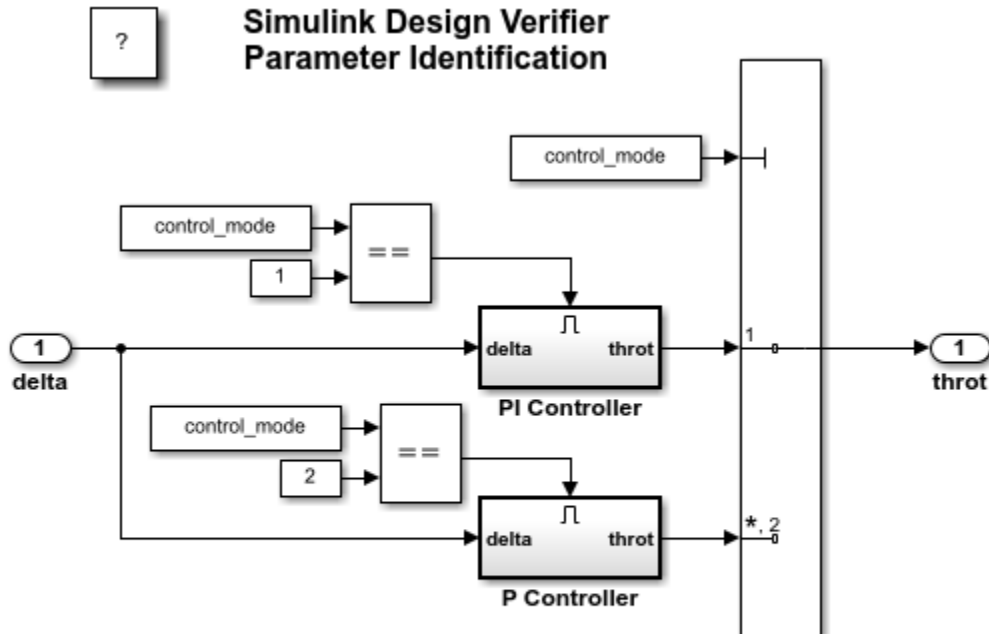 ?
Simulink Design Verifier
Parameter Identification
control_mode
control_mode
==
1
delta
throt
1
1
1
delta
throt
PI Controller
control_mode
==
2
delta
throt
*, 2
P Controller